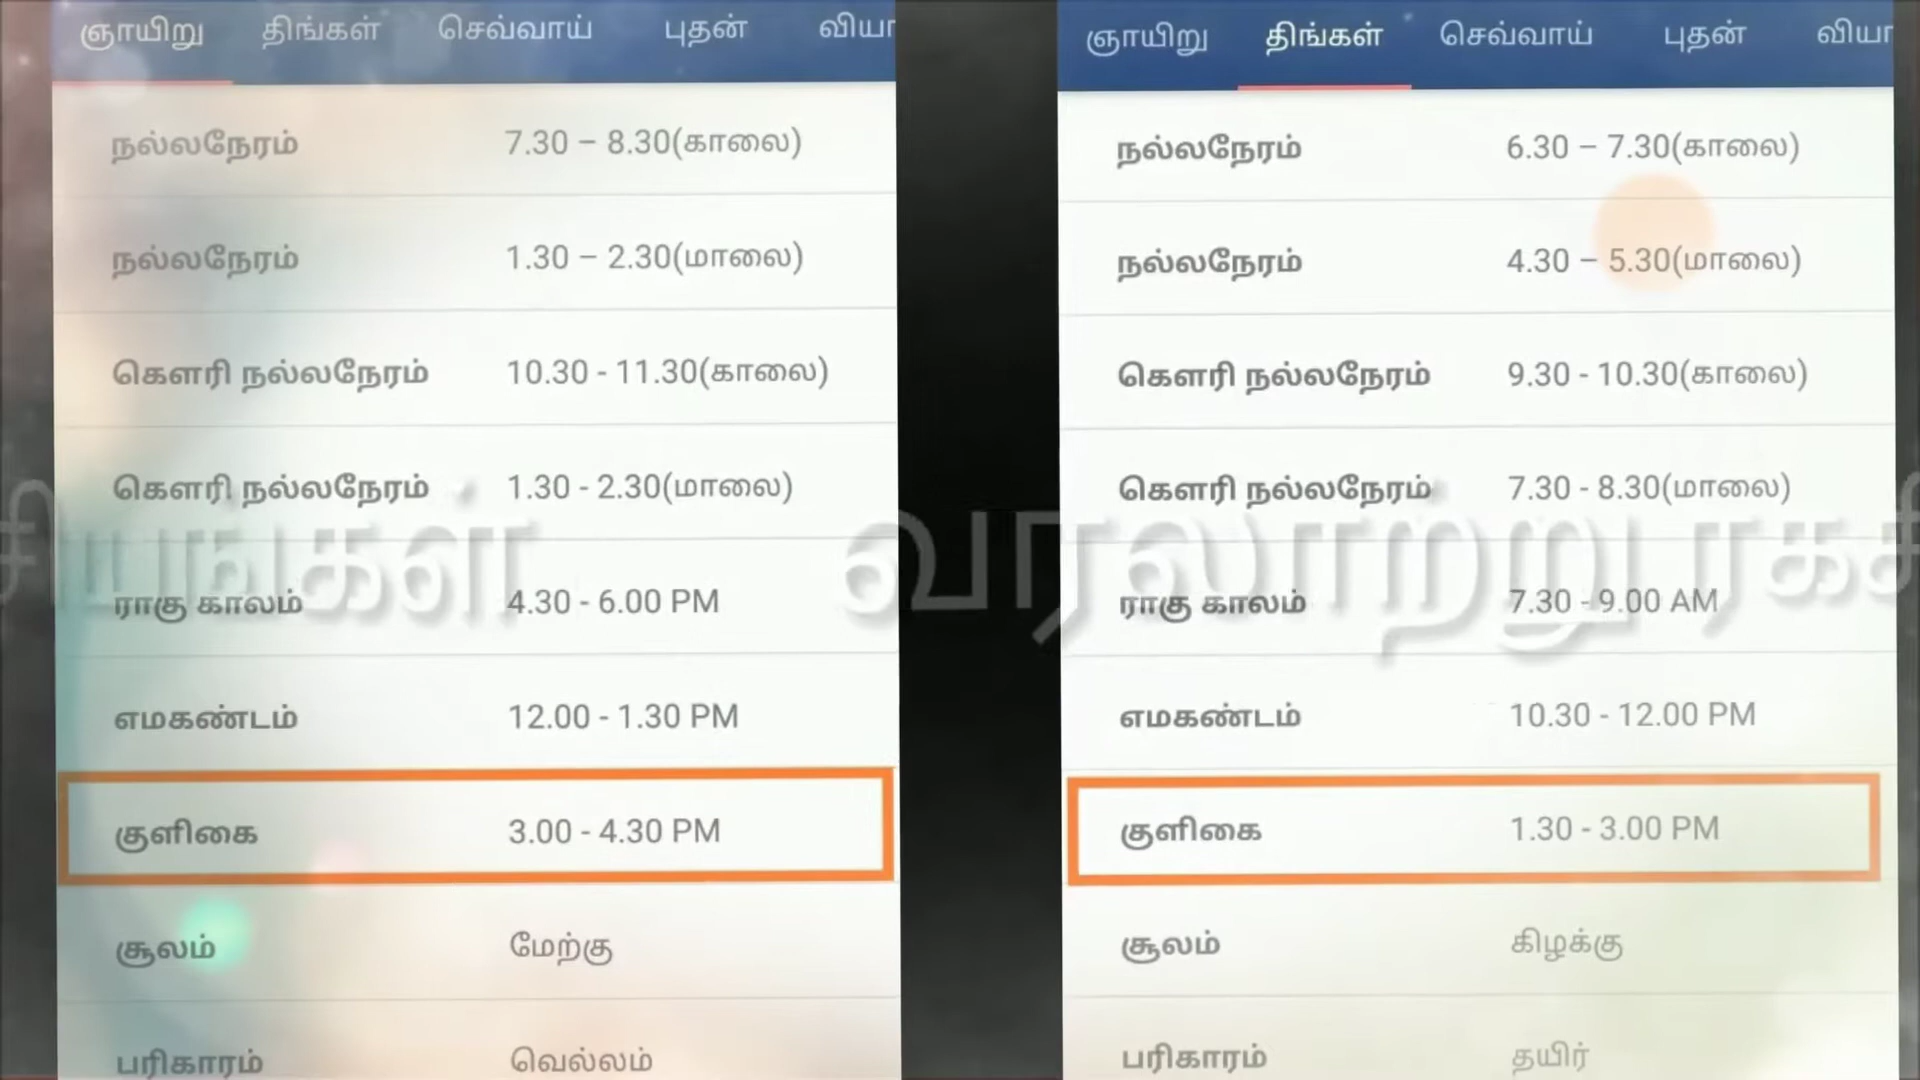 ஞாயிறு திங்கள் செவ்வாய் புதன் வியா
நல்லநேரம் 7.30 – 8.30(காலை)
நல்லநேரம் 1.30 – 2.30(மாலை)
கௌரி நல்லநேரம் 10.30 - 11.30(காலை)
கௌரி நல்லநேரம் 1.30 - 2.30(மாலை)
ராகு காலம் 4.30 - 6.00 PM
எமகண்டம் 12.00 - 1.30 PM
குளிகை 3.00 - 4.30 PM
சூலம் மேற்கு
பரிகாரம் வெல்லம்
ஞாயிறு திங்கள் செவ்வாய் புதன் வியா
நல்லநேரம் 6.30 – 7.30(காலை)
நல்லநேரம் 4.30 – 5.30(மாலை)
கௌரி நல்லநேரம் 9.30 - 10.30(காலை)
கௌரி நல்லநேரம் 7.30 - 8.30(மாலை)
ராகு காலம் 7.30 - 9.00 AM
எமகண்டம் 10.30 - 12.00 PM
குளிகை 1.30 - 3.00 PM
சூலம் கிழக்கு
பரிகாரம் தயிர்
சியங்கள் வரலாற்று ரகசி